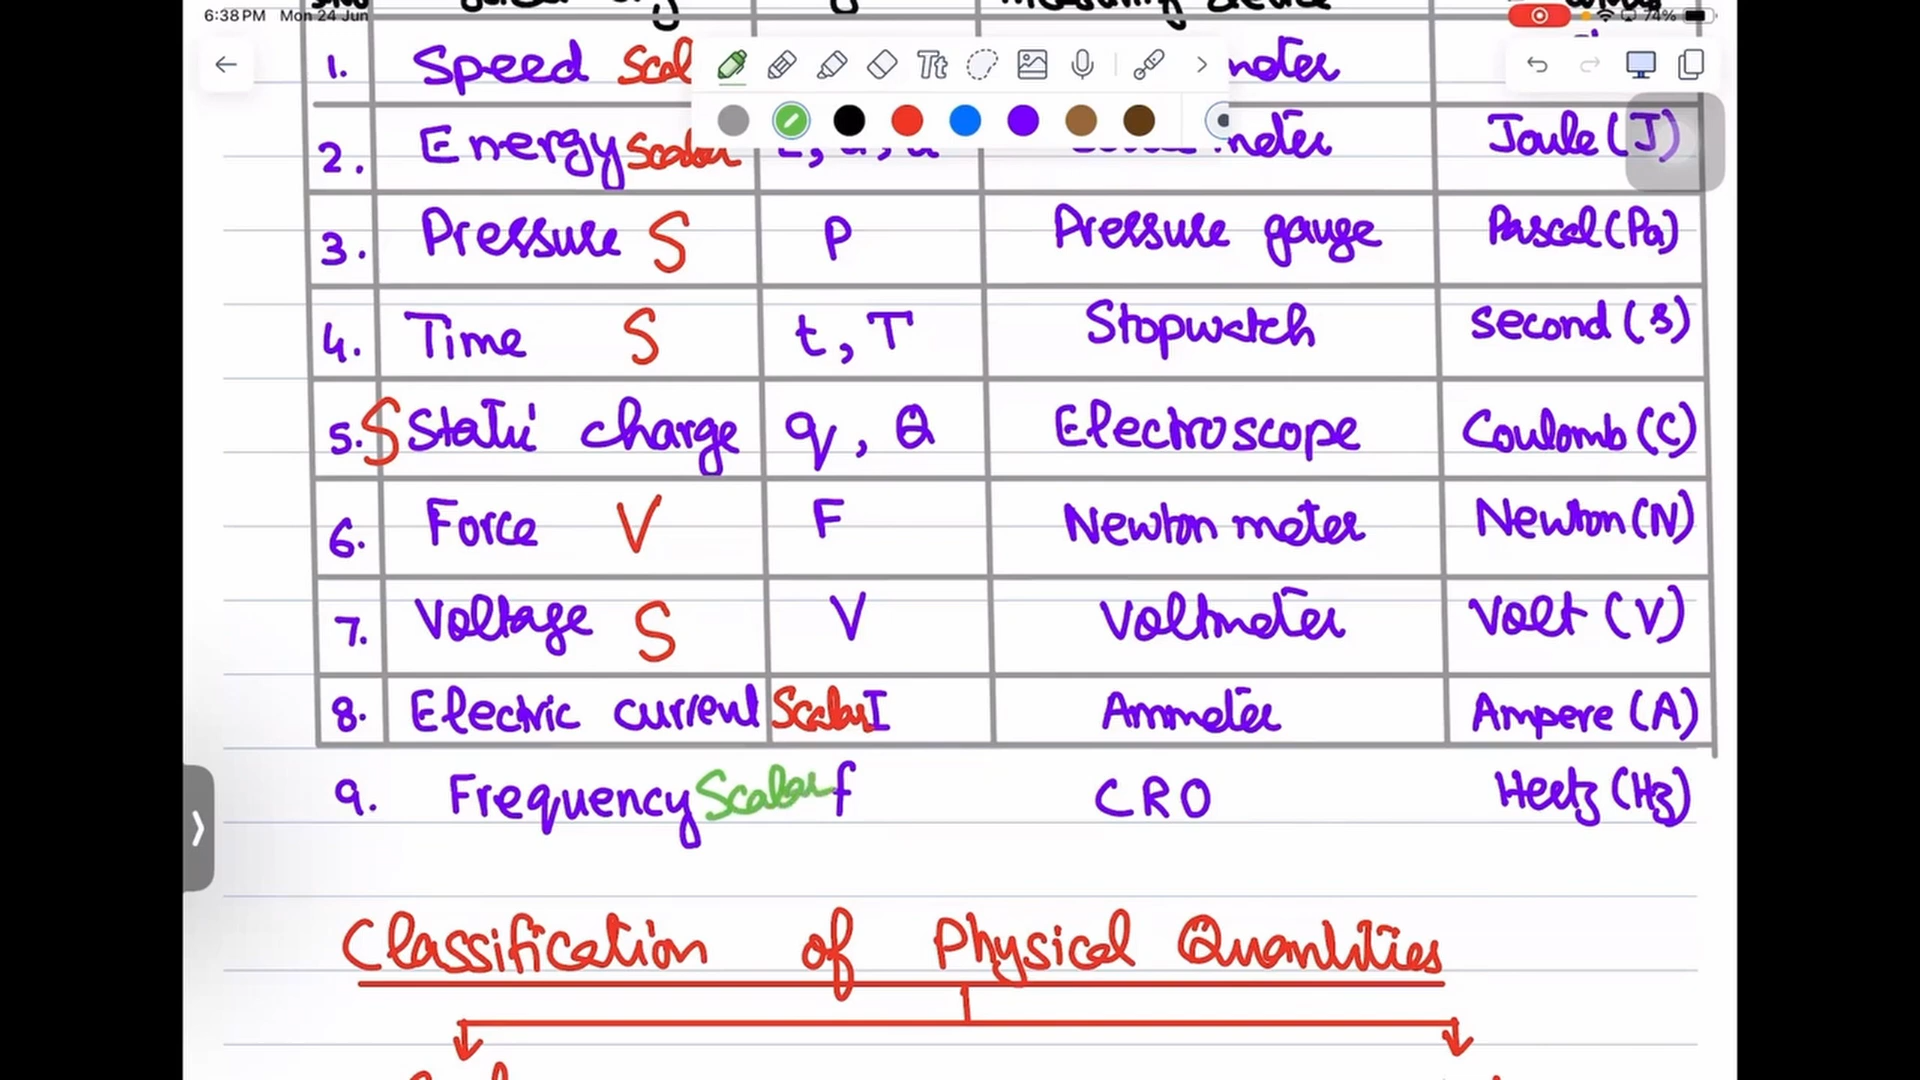 6:38 PM Mon 24 Jun 74%
1. Speed meter
Tt
2. Energy Scalar meter Joule (J)
3. Pressure S P Pressure gauge Pascal (Pa)
4. Time S t, T Stopwatch second (s)
5. S Static charge q, Q Electroscope Coulomb (C)
6. Force V F Newton meter Newton (N)
7. Voltage S V Voltmeter Volt (V)
8. Electric current Scalar I Ammeter Ampere (A)
9. Frequency Scalar f CRO Hertz (Hz)
Classification of Physical Quantities